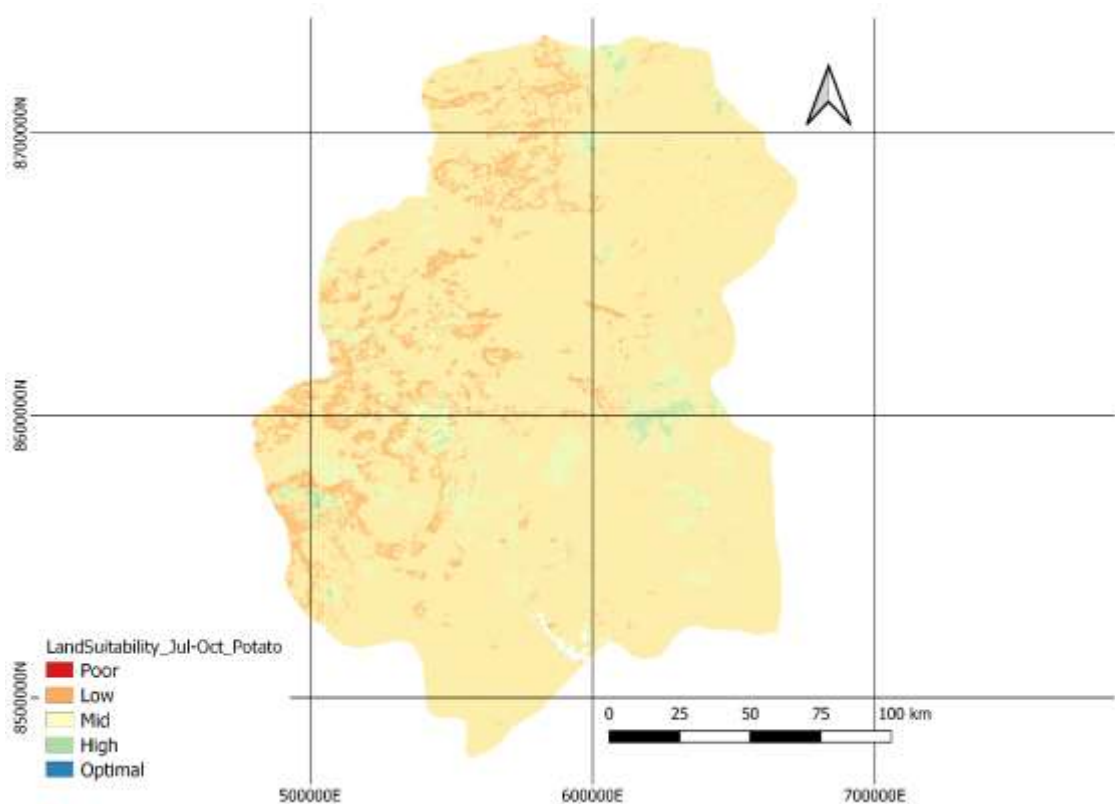 8700000N
8600000N
8500000N
LandSuitability_Jul-Oct_Potato
Poor
Low
Mid
High
Optimal
0 25 50 75 100 km
500000E 600000E 700000E